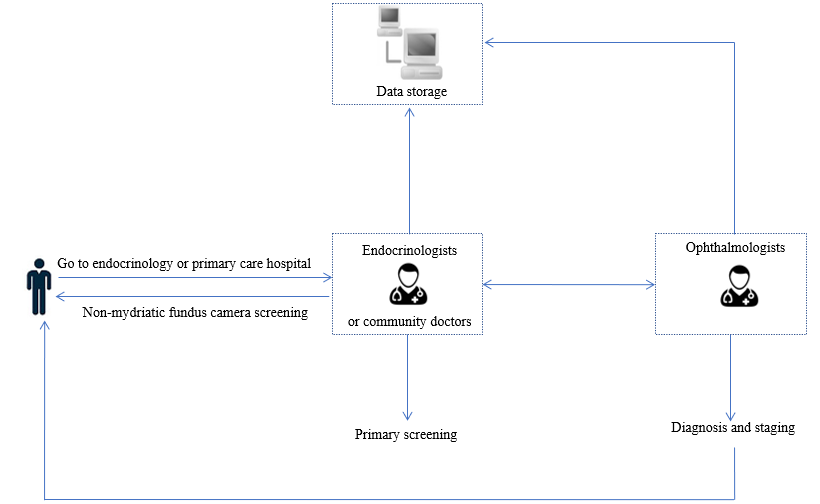 Data storage
Endocrinologists
Ophthalmologists
Go to endocrinology or primary care hospital
Non-mydriatic fundus camera screening
or community doctors
Primary screening
Diagnosis and staging